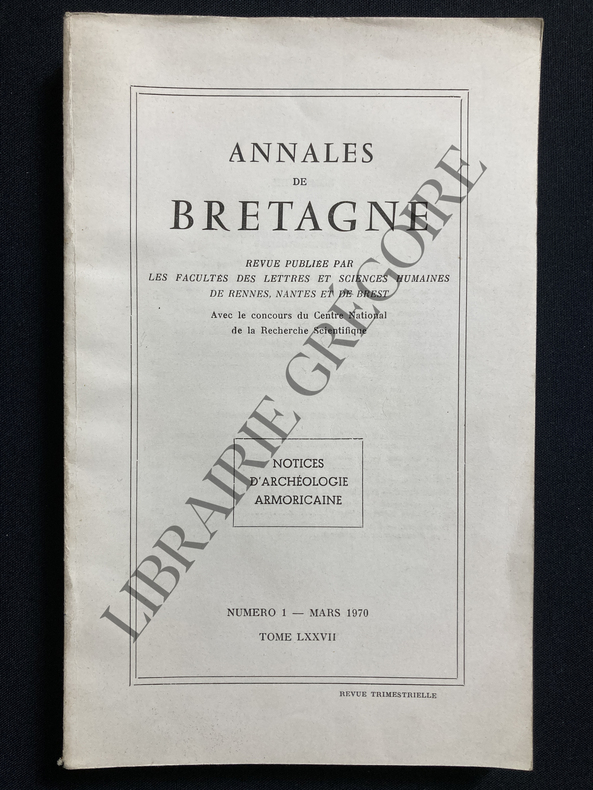 ANNALES
DE
BRETAGNE
REVUE PUBLIÉE PAR
LES FACULTÉS DES LETTRES ET SCIENCES HUMAINES
DE RENNES, NANTES ET DE BREST
Avec le concours du Centre National
de la Recherche Scientifique
NOTICES
D'ARCHÉOLOGIE
ARMORICAINE
NUMERO 1 — MARS 1970
TOME LXXVII
REVUE TRIMESTRIELLE
LIBRAIRIE GRÉGOIRE